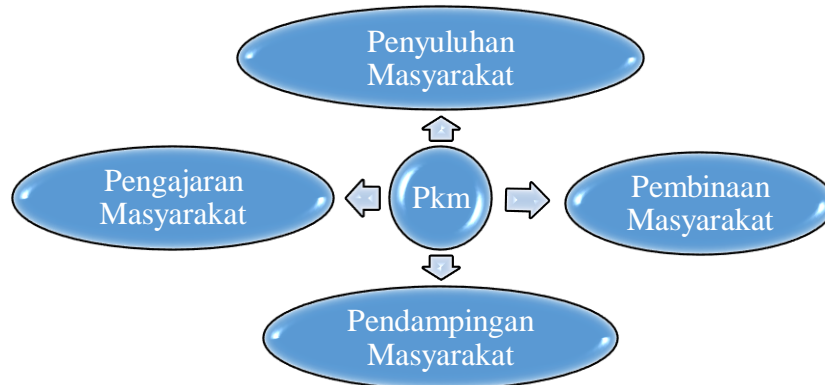 Penyuluhan
Masyarakat
Pengajaran
Masyarakat
Pkm
Pembinaan
Masyarakat
Pendampingan
Masyarakat